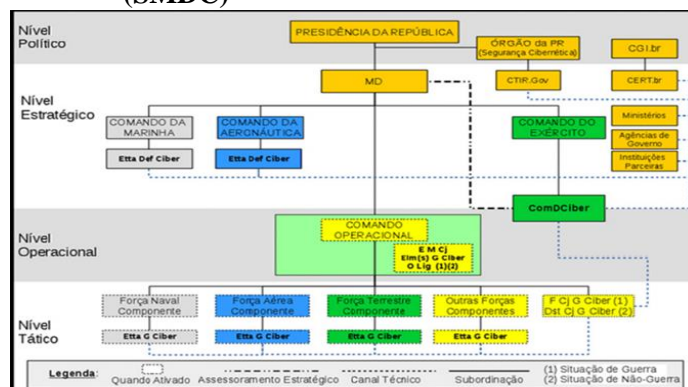 (SMDC)
Nível
Político
PRESIDÊNCIA DA REPÚBLICA
ÓRGÃO da PR
(Segurança Cibernética)
CGI.br
MD
CTIR.Gov
CERT.br
Nível
Estratégico
COMANDO DA
MARINHA
COMANDO DA
AERONÁUTICA
COMANDO DO
EXÉRCITO
Ministérios
Agências de
Governo
Instituições
Parceiras
Etta Def Ciber
Etta Def Ciber
ComDCiber
Nível
Operacional
COMANDO
OPERACIONAL
E M Cj
Elm(s) G Ciber
O Lig (1)(2)
Nível
Tático
Força Naval
Componente
Força Aérea
Componente
Força Terrestre
Componente
Outras Forças
Componentes
F Cj G Ciber (1)
Dst Cj G Ciber (2)
Etta G Ciber
Etta G Ciber
Etta G Ciber
Etta G Ciber
Legenda:
Quando Ativado
Assessoramento Estratégico
Canal Técnico
Subordinação
(1) Situação de Guerra
(2) Situação de Não-Guerra